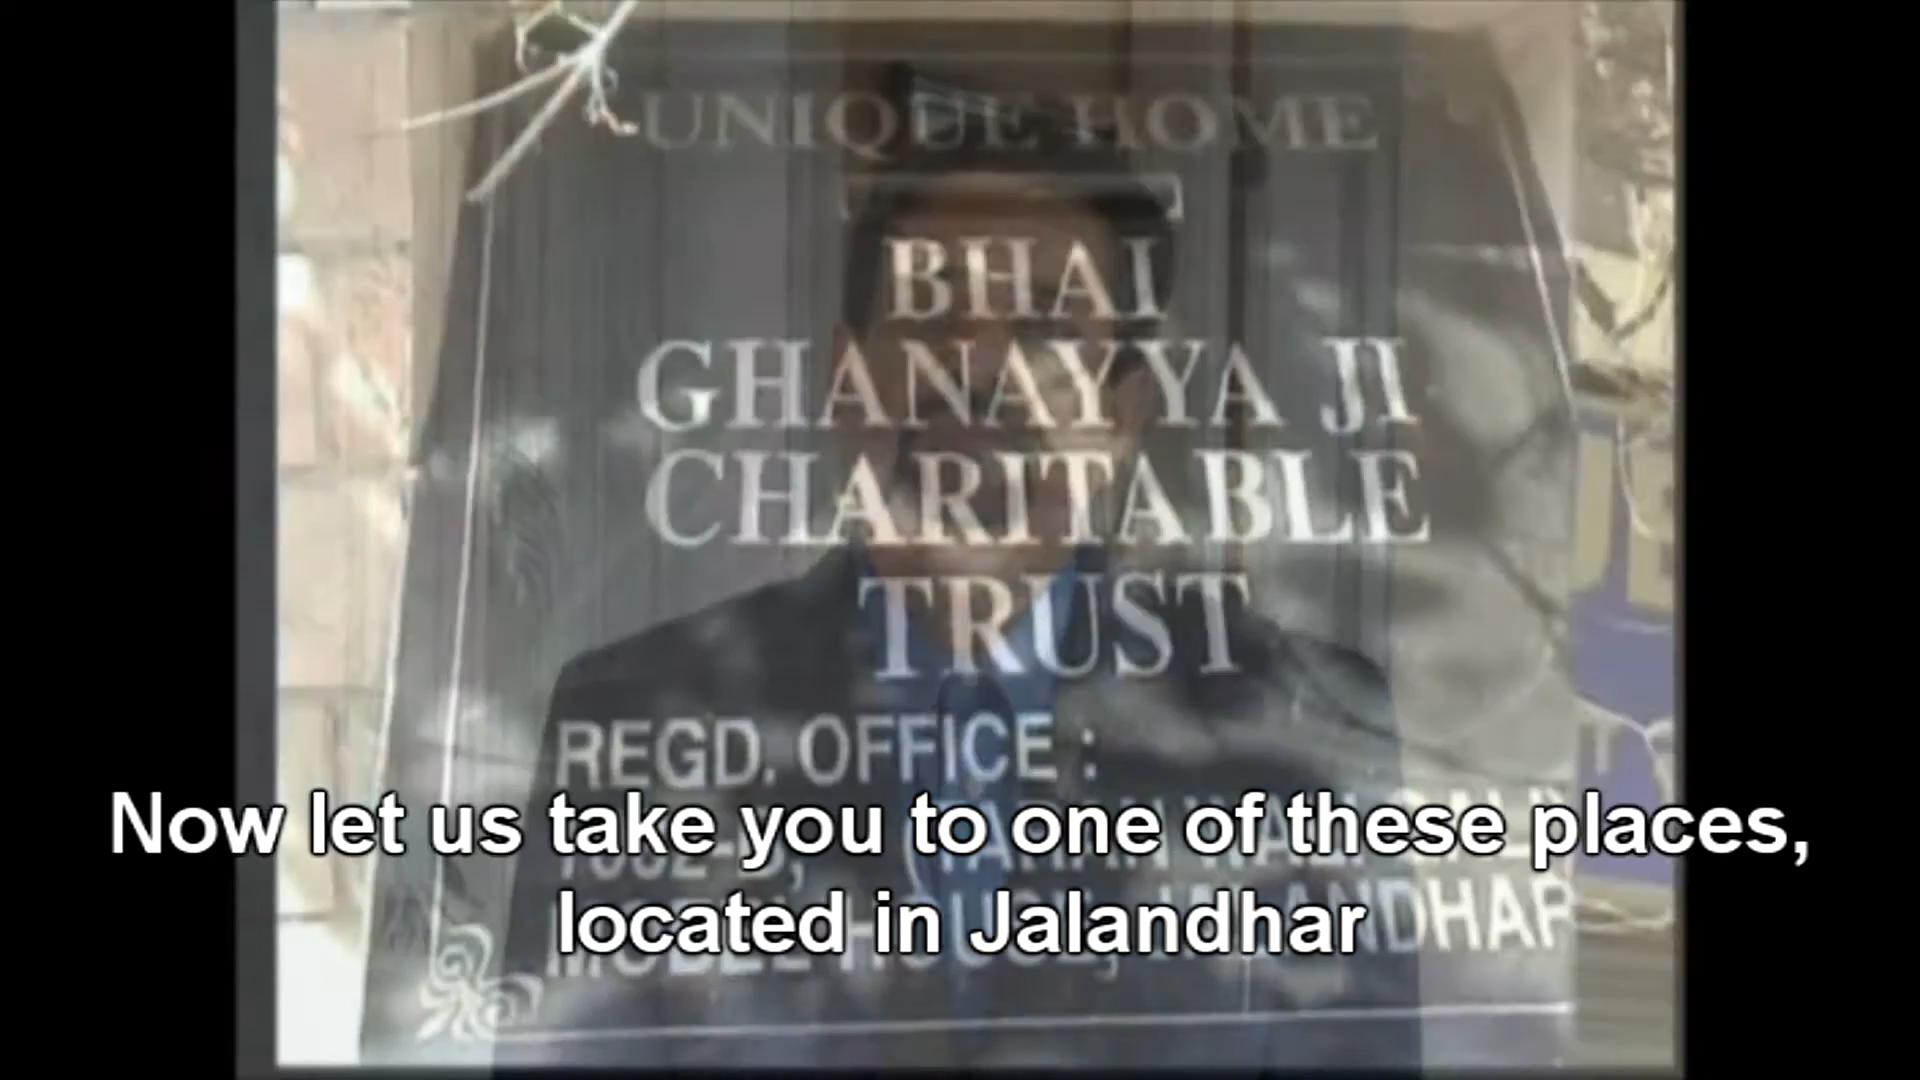 UNIQUE HOME
BHAI
GHANAYYA JI
CHARITABLE
TRUST
REGD. OFFICE :
Now let us take you to one of these places,
located in Jalandhar